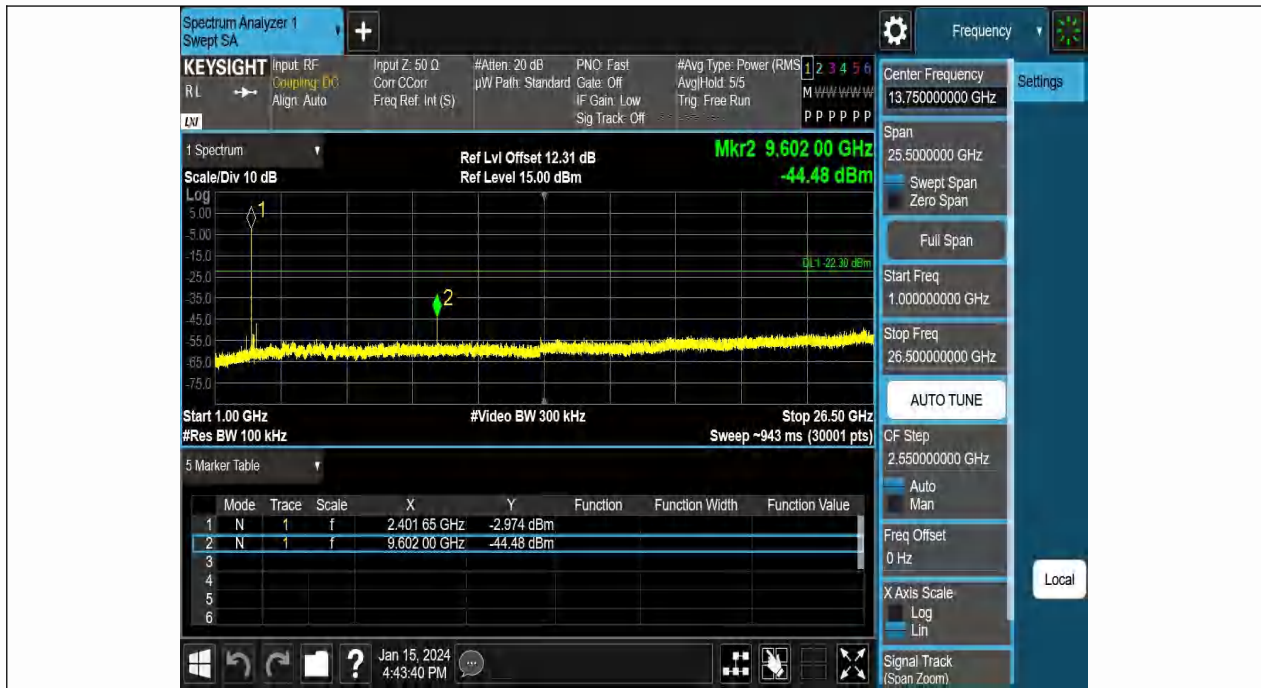 Spectrum Analyzer 1
Swept SA
+
Frequency
KEYSIGHT
RL
LXI
Input: RF
Coupling: DC
Align: Auto
Input Z: 50 Ω
Corr CCorr
Freq Ref: Int (S)
#Atten: 20 dB
µW Path: Standard
PNO: Fast
Gate: Off
IF Gain: Low
Sig Track: Off
#Avg Type: Power (RMS
Avg|Hold: 5/5
Trig: Free Run
1 2 3 4 5 6
M W W W W W
P P P P P P
1 Spectrum
Scale/Div 10 dB
Ref Lvl Offset 12.31 dB
Ref Level 15.00 dBm
Mkr2 9.602 00 GHz
-44.48 dBm
Log
5.00
-5.00
-15.0
-25.0
-35.0
-45.0
-55.0
-65.0
-75.0
1
2
DL1 -22.30 dBm
Start 1.00 GHz
#Video BW 300 kHz
Stop 26.50 GHz
#Res BW 100 kHz
Sweep ~943 ms (30001 pts)
5 Marker Table
Mode Trace Scale X Y Function Function Width Function Value
1 N 1 f 2.401 65 GHz -2.974 dBm
2 N 1 f 9.602 00 GHz -44.48 dBm
3
4
5
6
?
Jan 15, 2024
4:43:40 PM
Center Frequency
13.750000000 GHz
Settings
Span
25.5000000 GHz
Swept Span
Zero Span
Full Span
Start Freq
1.000000000 GHz
Stop Freq
26.500000000 GHz
AUTO TUNE
CF Step
2.550000000 GHz
Auto
Man
Freq Offset
0 Hz
X Axis Scale
Log
Lin
Local
Signal Track
(Span Zoom)